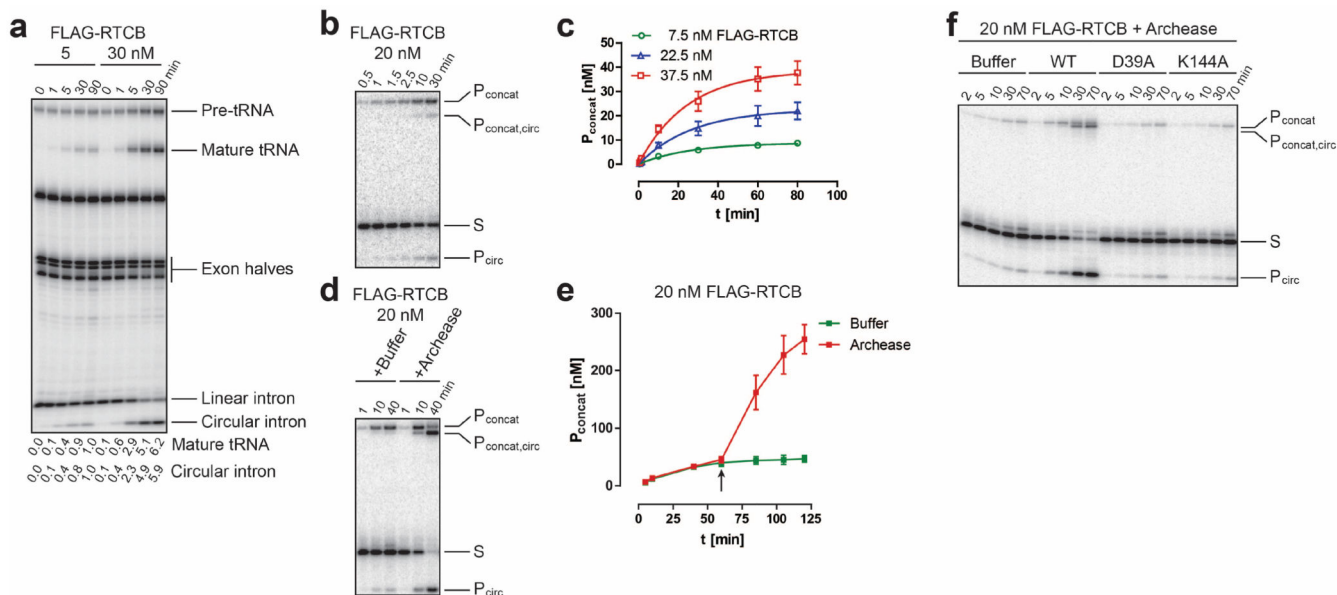 a
FLAG-RTCB
5 30 nM
0 1 5 30 90 0 1 5 30 90 min
Pre-tRNA
Mature tRNA
Exon halves
Linear intron
Circular intron
0.0 0.1 0.4 0.9 1.0 0.1 0.6 2.9 5.1 6.2 Mature tRNA
0.0 0.1 0.4 0.8 1.0 0.1 0.4 2.3 4.9 5.9 Circular intron
b
FLAG-RTCB
20 nM
0.5 1 1.5 2.5 10 30 min
Pconcat
Pconcat,circ
S
Pcirc
c
7.5 nM FLAG-RTCB
22.5 nM
37.5 nM
Pconcat [nM]
50
40
30
20
10
0
0 20 40 60 80 100
t [min]
d
FLAG-RTCB
20 nM
+Buffer +Archease
1 10 40 1 10 40 min
Pconcat
Pconcat,circ
S
Pcirc
e
20 nM FLAG-RTCB
Buffer
Archease
Pconcat [nM]
300
200
100
0
0 25 50 75 100 125
t [min]
f
20 nM FLAG-RTCB + Archease
Buffer WT D39A K144A
2 5 10 30 70 2 5 10 30 70 2 5 10 30 70 2 5 10 30 70 min
Pconcat
Pconcat,circ
S
Pcirc